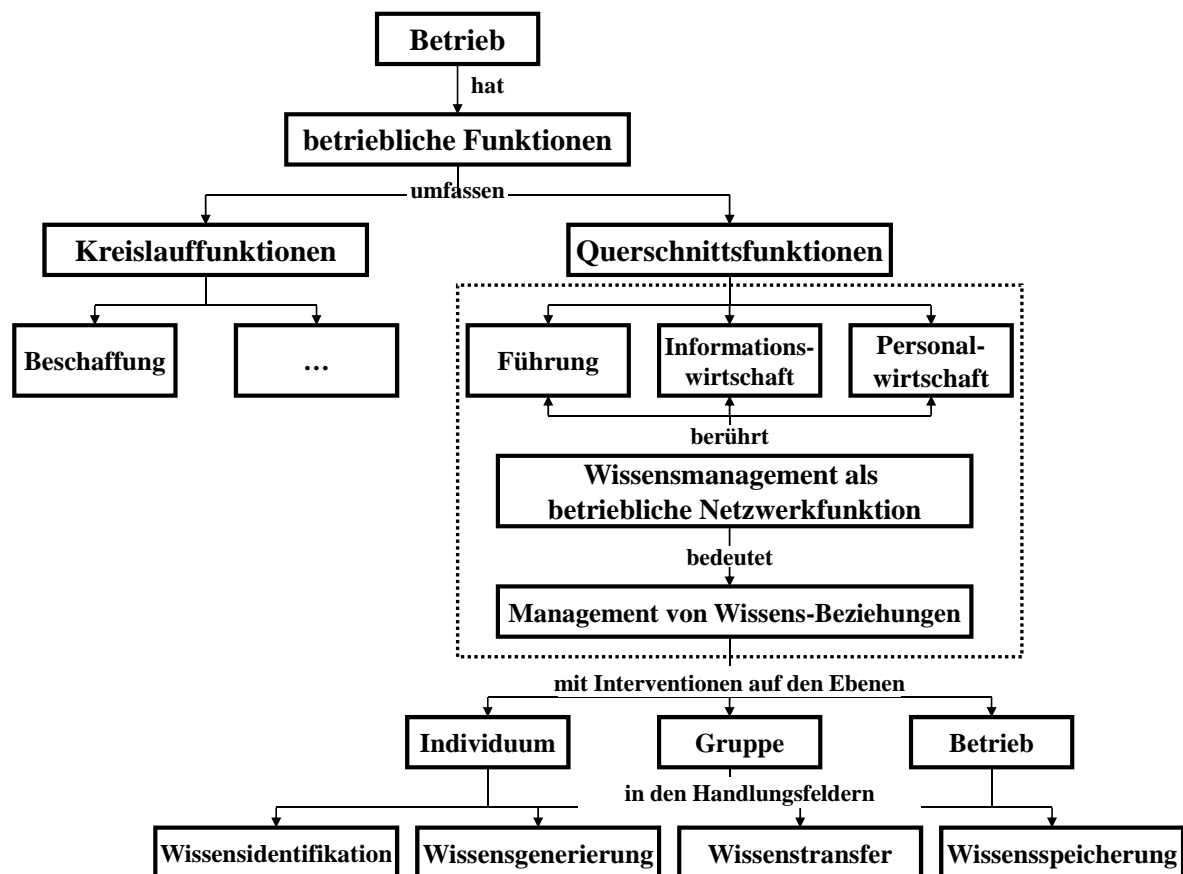 Betrieb
hat
betriebliche Funktionen
umfassen
Kreislauffunktionen
Querschnittsfunktionen
Beschaffung
…
Führung
Informations-
wirtschaft
Personal-
wirtschaft
berührt
Wissensmanagement als
betriebliche Netzwerkfunktion
bedeutet
Management von Wissens-Beziehungen
mit Interventionen auf den Ebenen
Individuum
Gruppe
Betrieb
in den Handlungsfeldern
Wissensidentifikation
Wissensgenerierung
Wissenstransfer
Wissensspeicherung